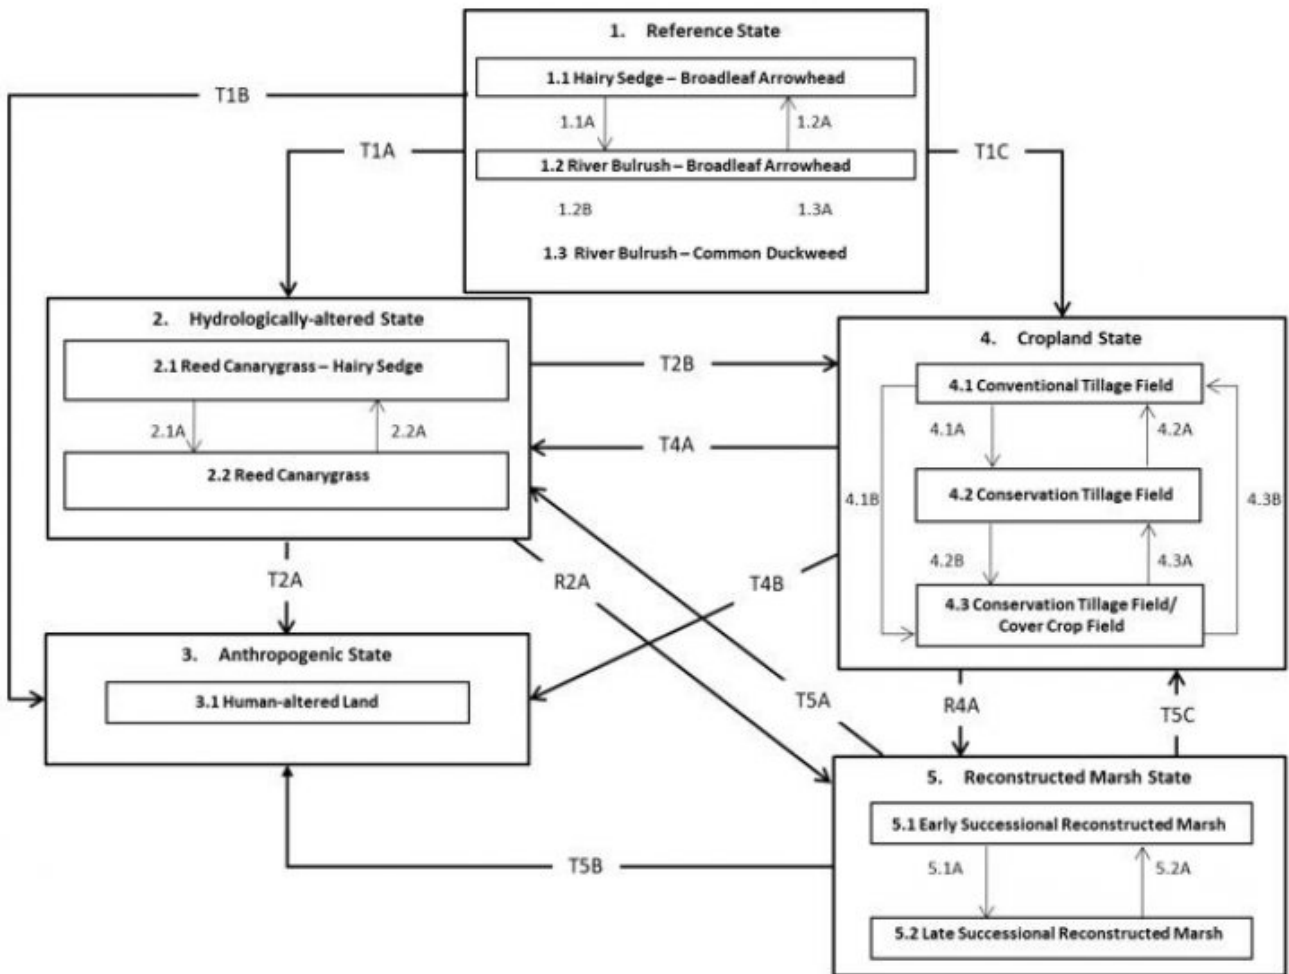 1. Reference State
1.1 Hairy Sedge – Broadleaf Arrowhead
T1B
1.1A
1.2A
T1A
T1C
1.2 River Bulrush – Broadleaf Arrowhead
1.2B
1.3A
1.3 River Bulrush – Common Duckweed
2. Hydrologically-altered State
2.1 Reed Canarygrass – Hairy Sedge
2.1A
2.2A
2.2 Reed Canarygrass
T2B
T4A
4. Cropland State
4.1 Conventional Tillage Field
4.1A
4.2A
4.1B
4.2 Conservation Tillage Field
4.3B
4.2B
4.3A
4.3 Conservation Tillage Field/
Cover Crop Field
T2A
R2A
T4B
3. Anthropogenic State
3.1 Human-altered Land
T5A
R4A
T5C
5. Reconstructed Marsh State
5.1 Early Successional Reconstructed Marsh
T5B
5.1A
5.2A
5.2 Late Successional Reconstructed Marsh